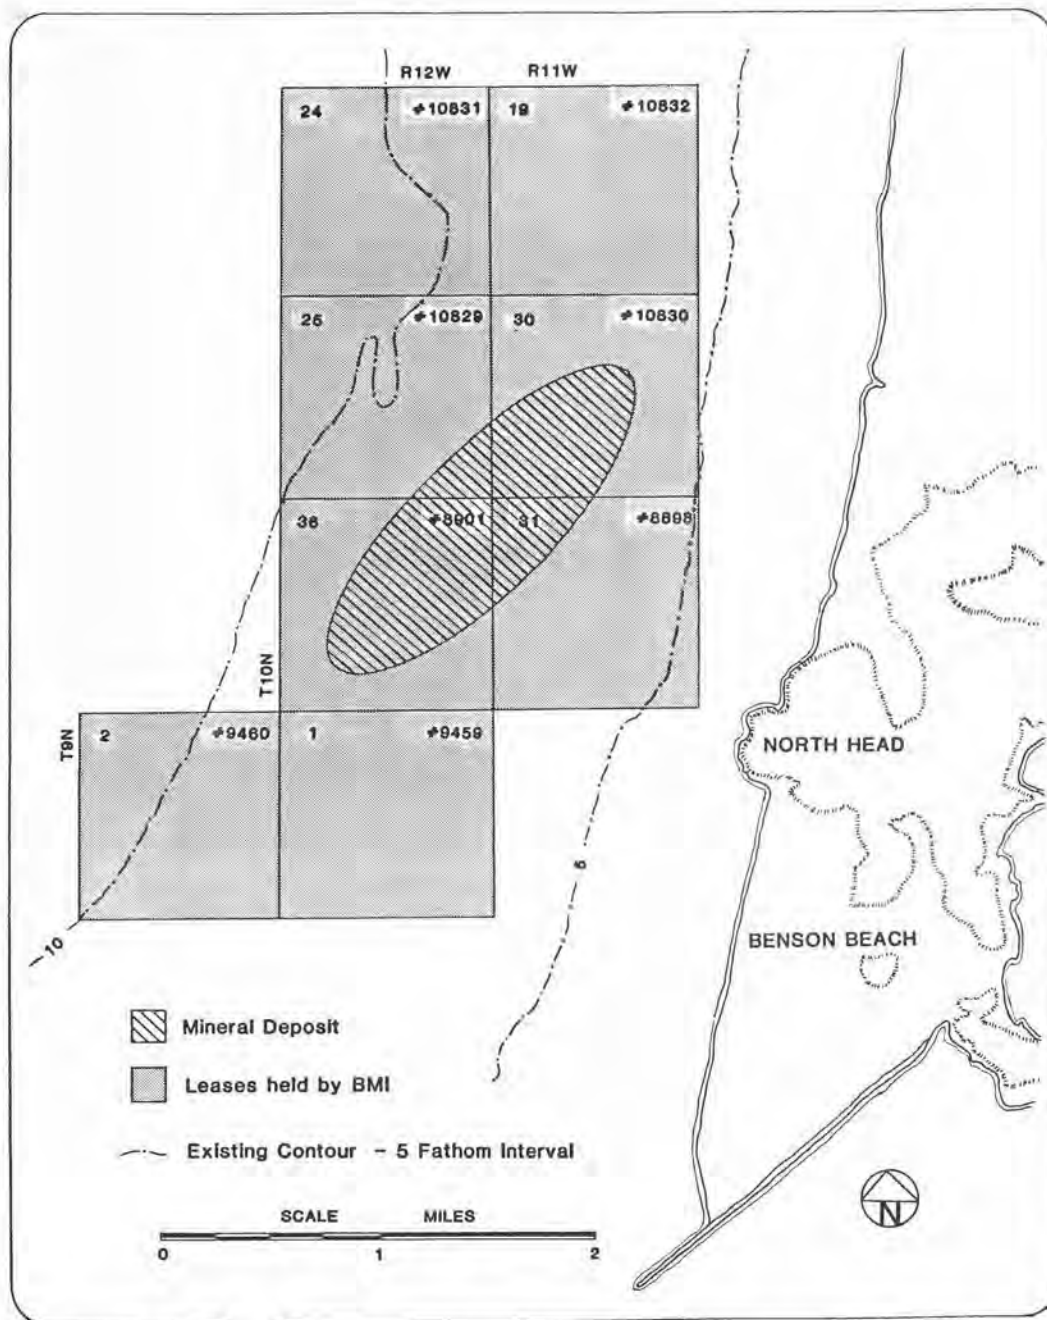 R12W R11W
24 #10831 19 #10832
25 #10829 30 #10830
36 #8901 31 #8898
T10N
T9N
2 #9460 1 #9459
NORTH HEAD
5
BENSON BEACH
10
Mineral Deposit
Leases held by BMI
Existing Contour - 5 Fathom Interval
SCALE MILES
0 1 2
N